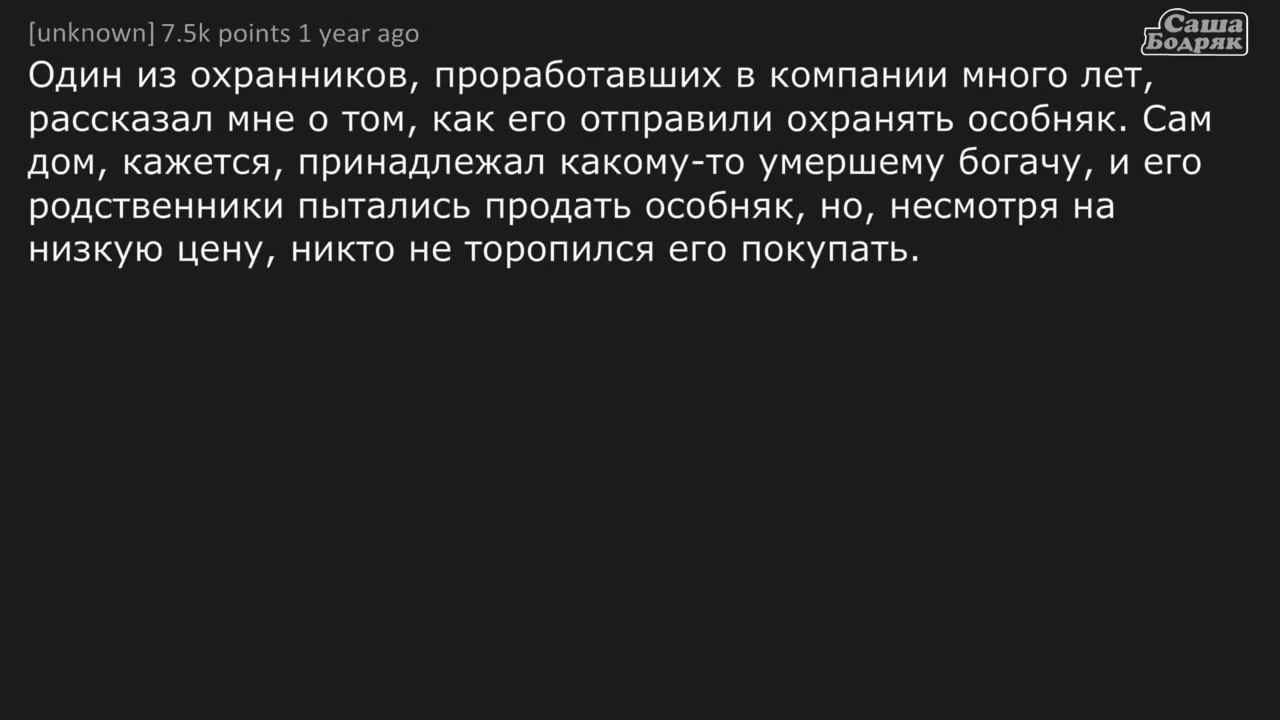 [unknown] 7.5k points 1 year ago
Саша
Бодряк
Один из охранников, проработавших в компании много лет,
рассказал мне о том, как его отправили охранять особняк. Сам
дом, кажется, принадлежал какому-то умершему богачу, и его
родственники пытались продать особняк, но, несмотря на
низкую цену, никто не торопился его покупать.